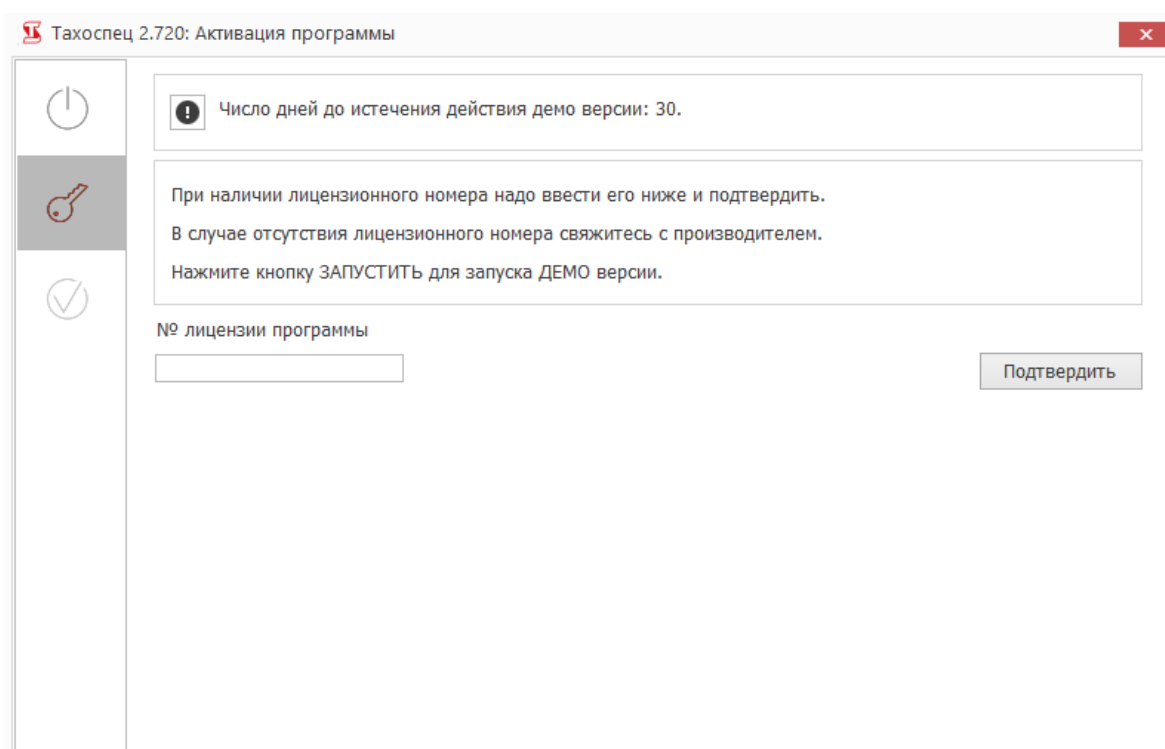 Тахоспец 2.720: Активация программы
Число дней до истечения действия демо версии: 30.
При наличии лицензионного номера надо ввести его ниже и подтвердить.
В случае отсутствия лицензионного номера свяжитесь с производителем.
Нажмите кнопку ЗАПУСТИТЬ для запуска ДЕМО версии.
№ лицензии программы
Подтвердить